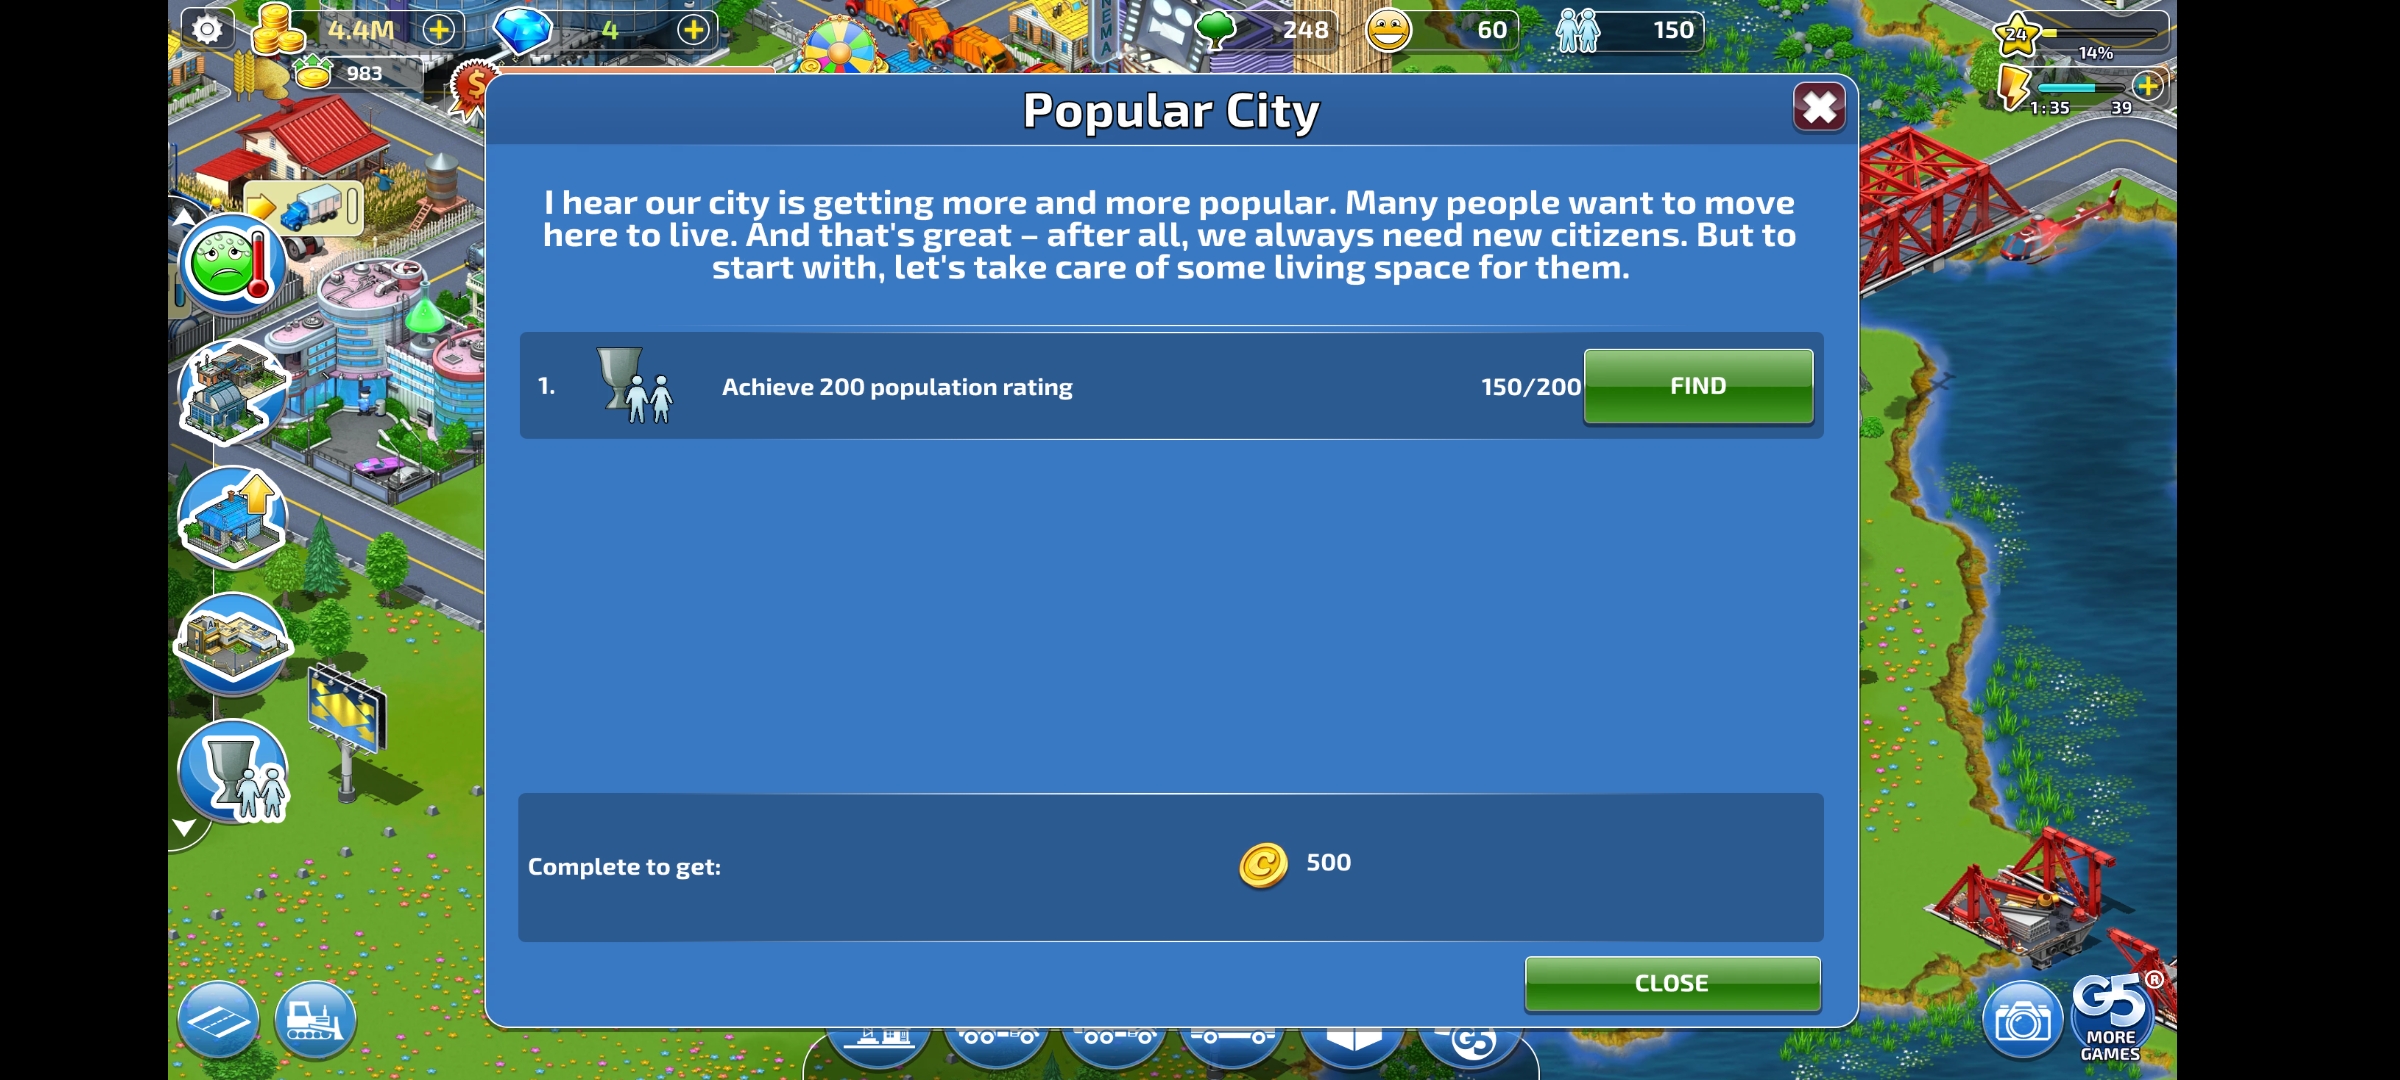 4.4M
4
248
60
150
24
14%
983
1:35
39
Popular City
I hear our city is getting more and more popular. Many people want to move
here to live. And that's great – after all, we always need new citizens. But to
start with, let's take care of some living space for them.
1.
Achieve 200 population rating
150/200
FIND
Complete to get:
500
CLOSE
G5
G5®
MORE
GAMES